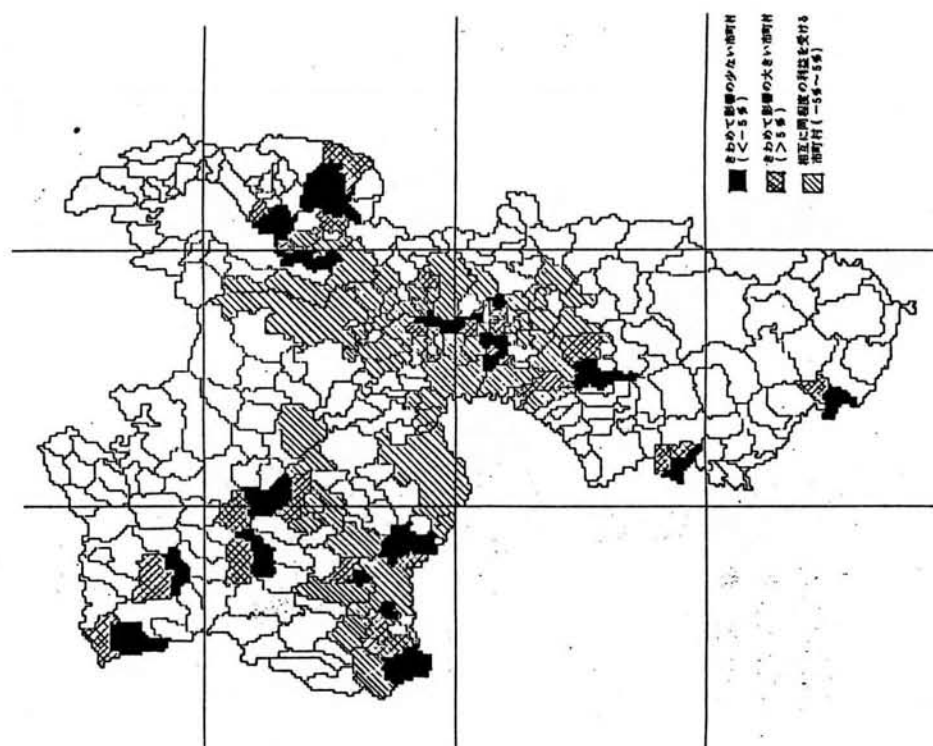 きわめて影響の少ない市町村
(<-5%)
きわめて影響の大きい市町村
(>5%)
相互に同程度の利益を受ける
市町村(-5%~5%)